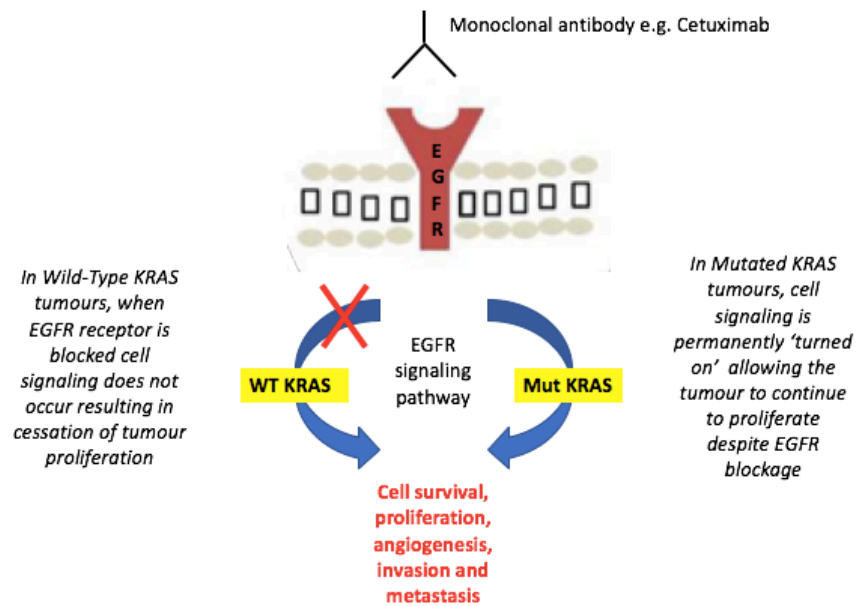 Monoclonal antibody e.g. Cetuximab
E
G
F
R
In Wild-Type KRAS
tumours, when
EGFR receptor is
blocked cell
signaling does not
occur resulting in
cessation of tumour
proliferation
WT KRAS
EGFR
signaling
pathway
Mut KRAS
In Mutated KRAS
tumours, cell
signaling is
permanently ‘turned
on’ allowing the
tumour to continue
to proliferate
despite EGFR
blockage
Cell survival,
proliferation,
angiogenesis,
invasion and
metastasis